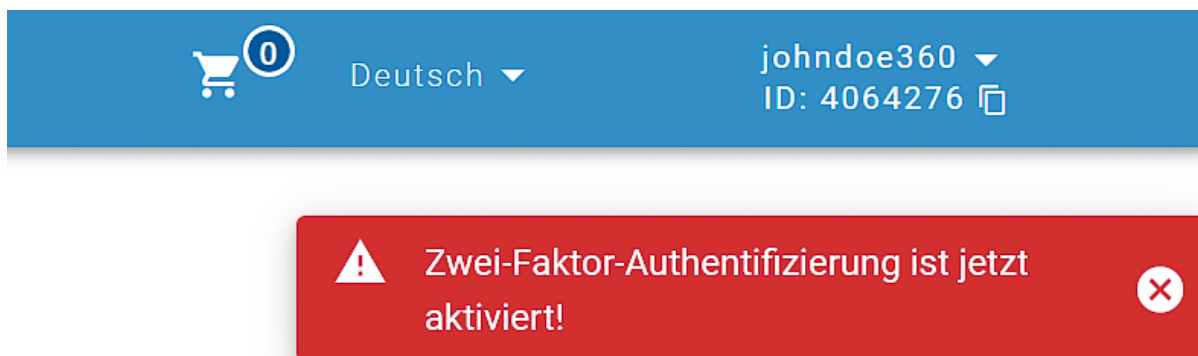 0
Deutsch
johndoe360
ID: 4064276
Zwei-Faktor-Authentifizierung ist jetzt
aktiviert!